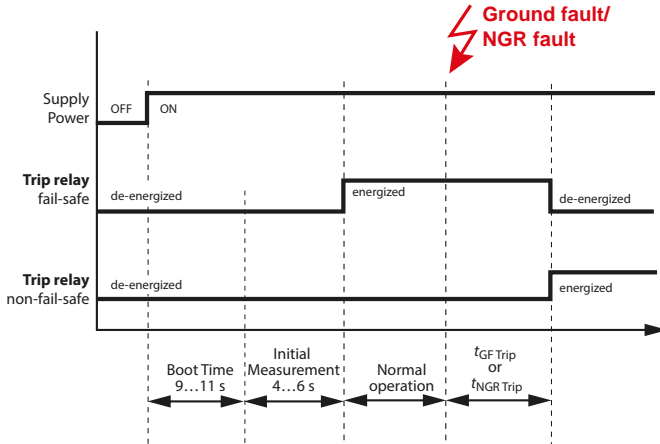 Ground fault/
NGR fault
Supply
Power
OFF
ON
Trip relay
fail-safe
de-energized
energized
de-energized
Trip relay
non-fail-safe
de-energized
energized
Boot Time
9…11 s
Initial
Measurement
4…6 s
Normal
operation
tGF Trip
or
tNGR Trip